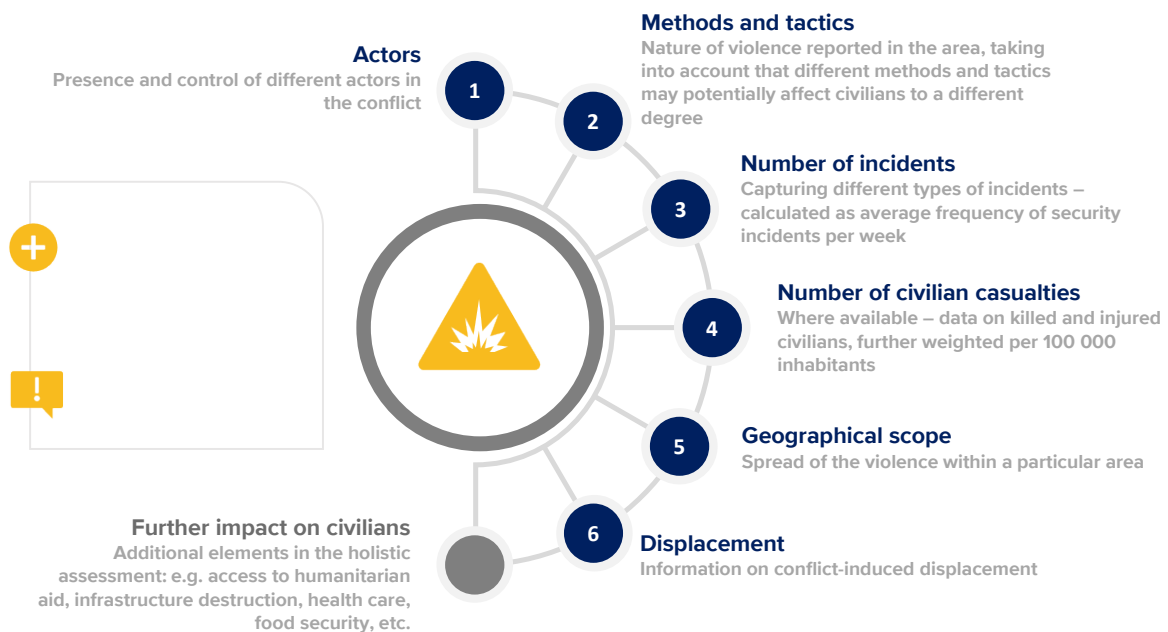 Actors
Presence and control of different actors in
the conflict
1
Methods and tactics
Nature of violence reported in the area, taking
into account that different methods and tactics
may potentially affect civilians to a different
degree
2
Number of incidents
Capturing different types of incidents –
calculated as average frequency of security
incidents per week
3
Number of civilian casualties
Where available – data on killed and injured
civilians, further weighted per 100 000
inhabitants
4
Geographical scope
Spread of the violence within a particular area
5
Displacement
Information on conflict-induced displacement
6
Further impact on civilians
Additional elements in the holistic
assessment: e.g. access to humanitarian
aid, infrastructure destruction, health care,
food security, etc.